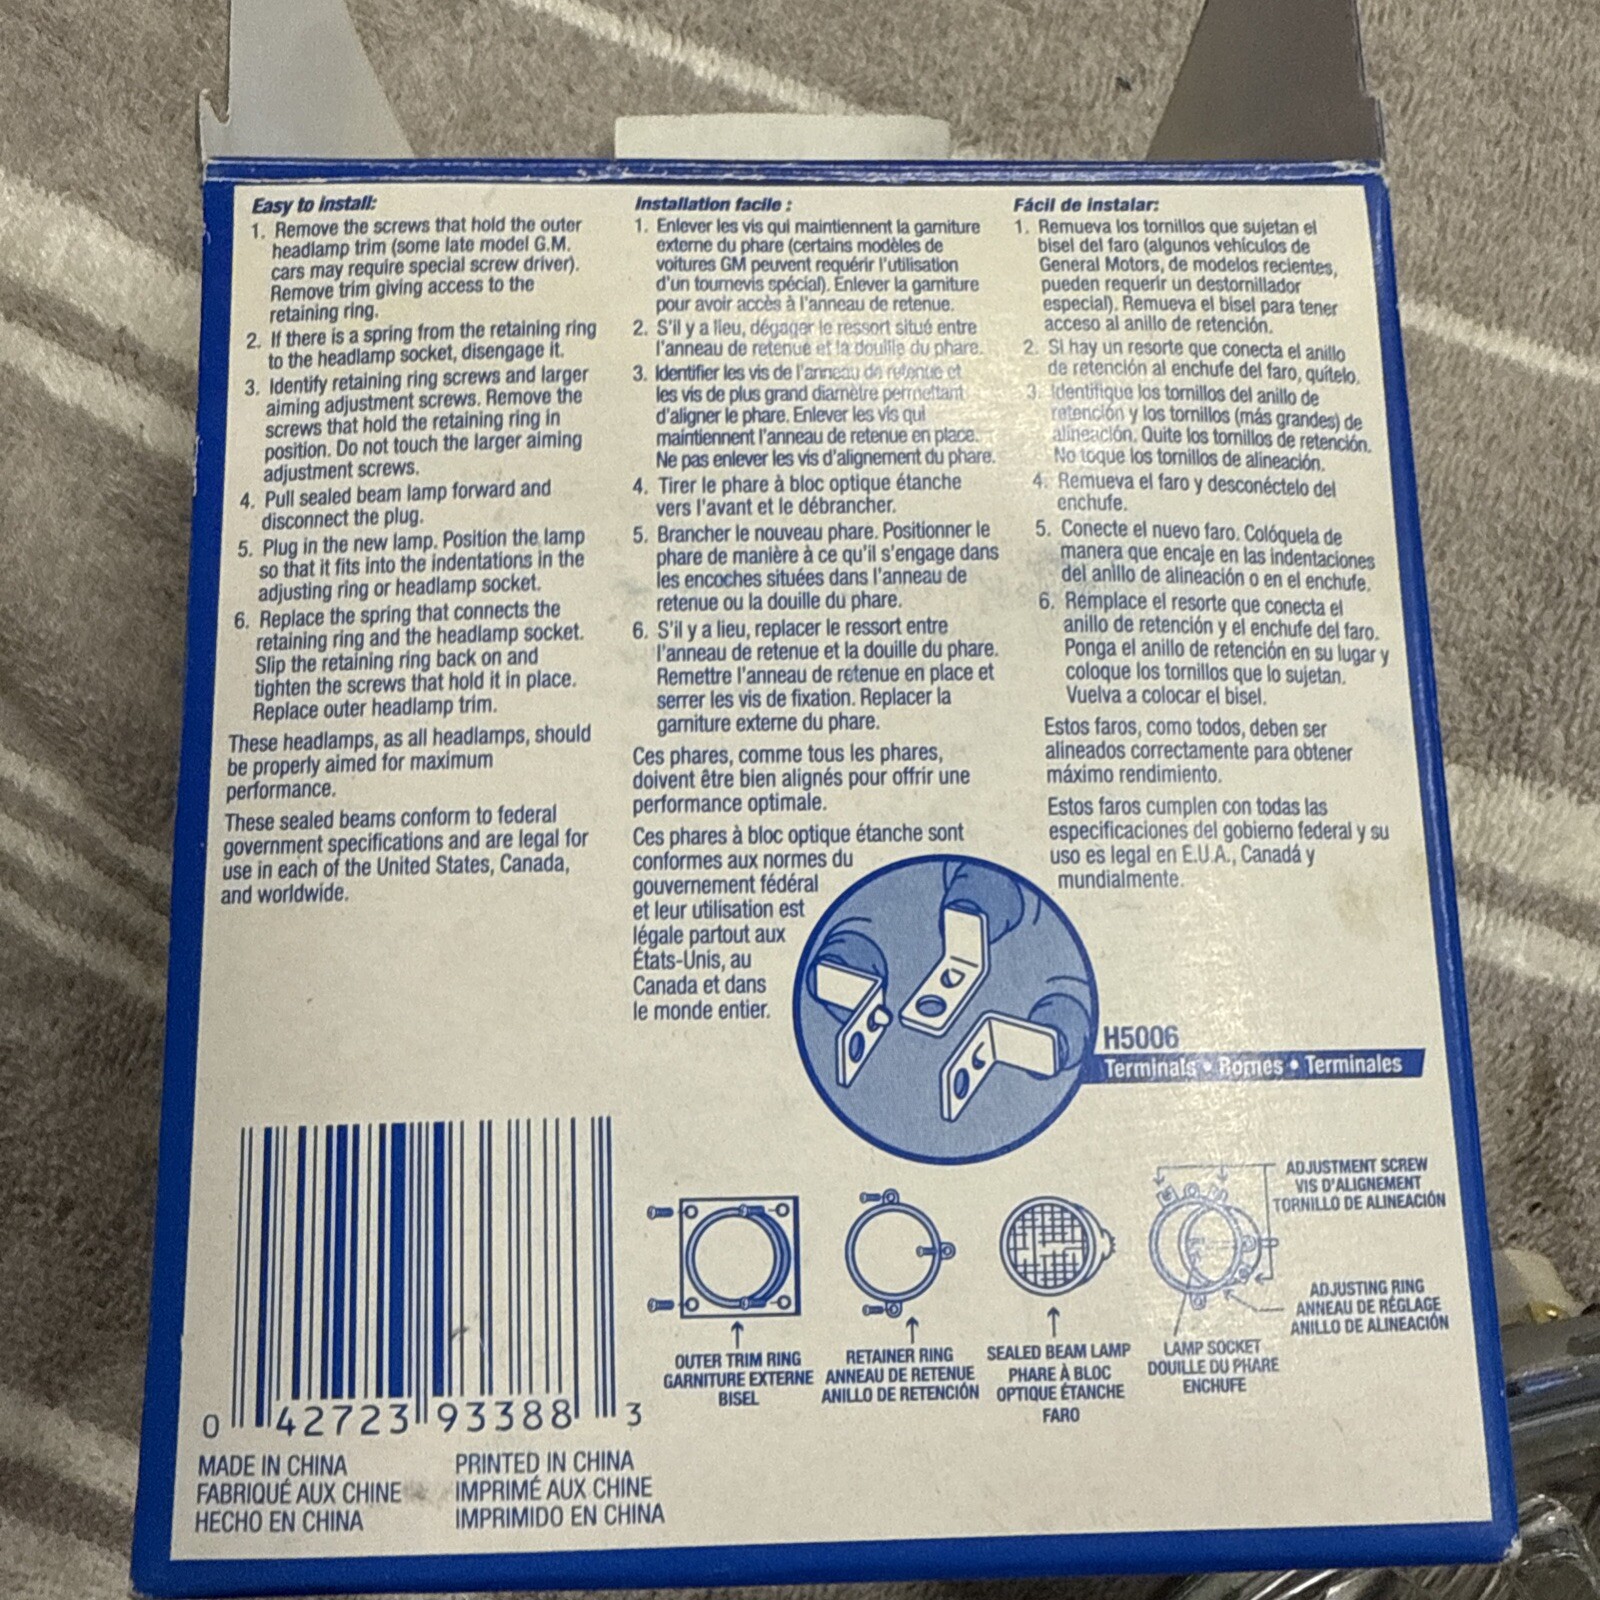 Easy to install:
1. Remove the screws that hold the outer
headlamp trim (some late model G.M.
cars may require special screw driver).
Remove trim giving access to the
retaining ring.
2. If there is a spring from the retaining ring
to the headlamp socket, disengage it.
3. Identify retaining ring screws and larger
aiming adjustment screws. Remove the
screws that hold the retaining ring in
position. Do not touch the larger aiming
adjustment screws.
4. Pull sealed beam lamp forward and
disconnect the plug.
5. Plug in the new lamp. Position the lamp
so that it fits into the indentations in the
adjusting ring or headlamp socket.
6. Replace the spring that connects the
retaining ring and the headlamp socket.
Slip the retaining ring back on and
tighten the screws that hold it in place.
Replace outer headlamp trim.
These headlamps, as all headlamps, should
be properly aimed for maximum
performance.
These sealed beams conform to federal
government specifications and are legal for
use in each of the United States, Canada,
and worldwide.
Installation facile :
1. Enlever les vis qui maintiennent la garniture
externe du phare (certains modèles de
voitures GM peuvent requérir l'utilisation
d'un tournevis spécial). Enlever la garniture
pour avoir accès à l'anneau de retenue.
2. S'il y a lieu, dégager le ressort situé entre
l'anneau de retenue et la douille du phare.
3. Identifier les vis de l'anneau de retenue et
les vis de plus grand diamètre permettant
d'aligner le phare. Enlever les vis qui
maintiennent l'anneau de retenue en place.
Ne pas enlever les vis d'alignement du phare.
4. Tirer le phare à bloc optique étanche
vers l'avant et le débrancher.
5. Brancher le nouveau phare. Positionner le
phare de manière à ce qu'il s'engage dans
les encoches situées dans l'anneau de
retenue ou la douille du phare.
6. S'il y a lieu, replacer le ressort entre
l'anneau de retenue et la douille du phare.
Remettre l'anneau de retenue en place et
serrer les vis de fixation. Replacer la
garniture externe du phare.
Ces phares, comme tous les phares,
doivent être bien alignés pour offrir une
performance optimale.
Ces phares à bloc optique étanche sont
conformes aux normes du
gouvernement fédéral
et leur utilisation est
légale partout aux
États-Unis, au
Canada et dans
le monde entier.
Fácil de instalar:
1. Remueva los tornillos que sujetan el
bisel del faro (algunos vehículos de
General Motors, de modelos recientes,
pueden requerir un destornillador
especial). Remueva el bisel para tener
acceso al anillo de retención.
2. Si hay un resorte que conecta el anillo
de retención al enchufe del faro, quítelo.
3. Identifique los tornillos del anillo de
retención y los tornillos (más grandes) de
alineación. Quite los tornillos de retención.
No toque los tornillos de alineación.
4. Remueva el faro y desconéctelo del
enchufe.
5. Conecte el nuevo faro. Colóquela de
manera que encaje en las indentaciones
del anillo de alineación o en el enchufe.
6. Remplace el resorte que conecta el
anillo de retención y el enchufe del faro.
Ponga el anillo de retención en su lugar y
coloque los tornillos que lo sujetan.
Vuelva a colocar el bisel.
Estos faros, como todos, deben ser
alineados correctamente para obtener
máximo rendimiento.
Estos faros cumplen con todas las
especificaciones del gobierno federal y su
uso es legal en E.U.A., Canadá y
mundialmente.
H5006
Terminals • Bornes • Terminales
OUTER TRIM RING
GARNITURE EXTERNE
BISEL
RETAINER RING
ANNEAU DE RETENUE
ANILLO DE RETENCIÓN
SEALED BEAM LAMP
PHARE À BLOC
OPTIQUE ÉTANCHE
FARO
LAMP SOCKET
DOUILLE DU PHARE
ENCHUFE
ADJUSTMENT SCREW
VIS D'ALIGNEMENT
TORNILLO DE ALINEACIÓN
ADJUSTING RING
ANNEAU DE RÉGLAGE
ANILLO DE ALINEACIÓN
0 42723 93388 3
MADE IN CHINA
FABRIQUÉ AUX CHINE
HECHO EN CHINA
PRINTED IN CHINA
IMPRIMÉ AUX CHINE
IMPRIMIDO EN CHINA